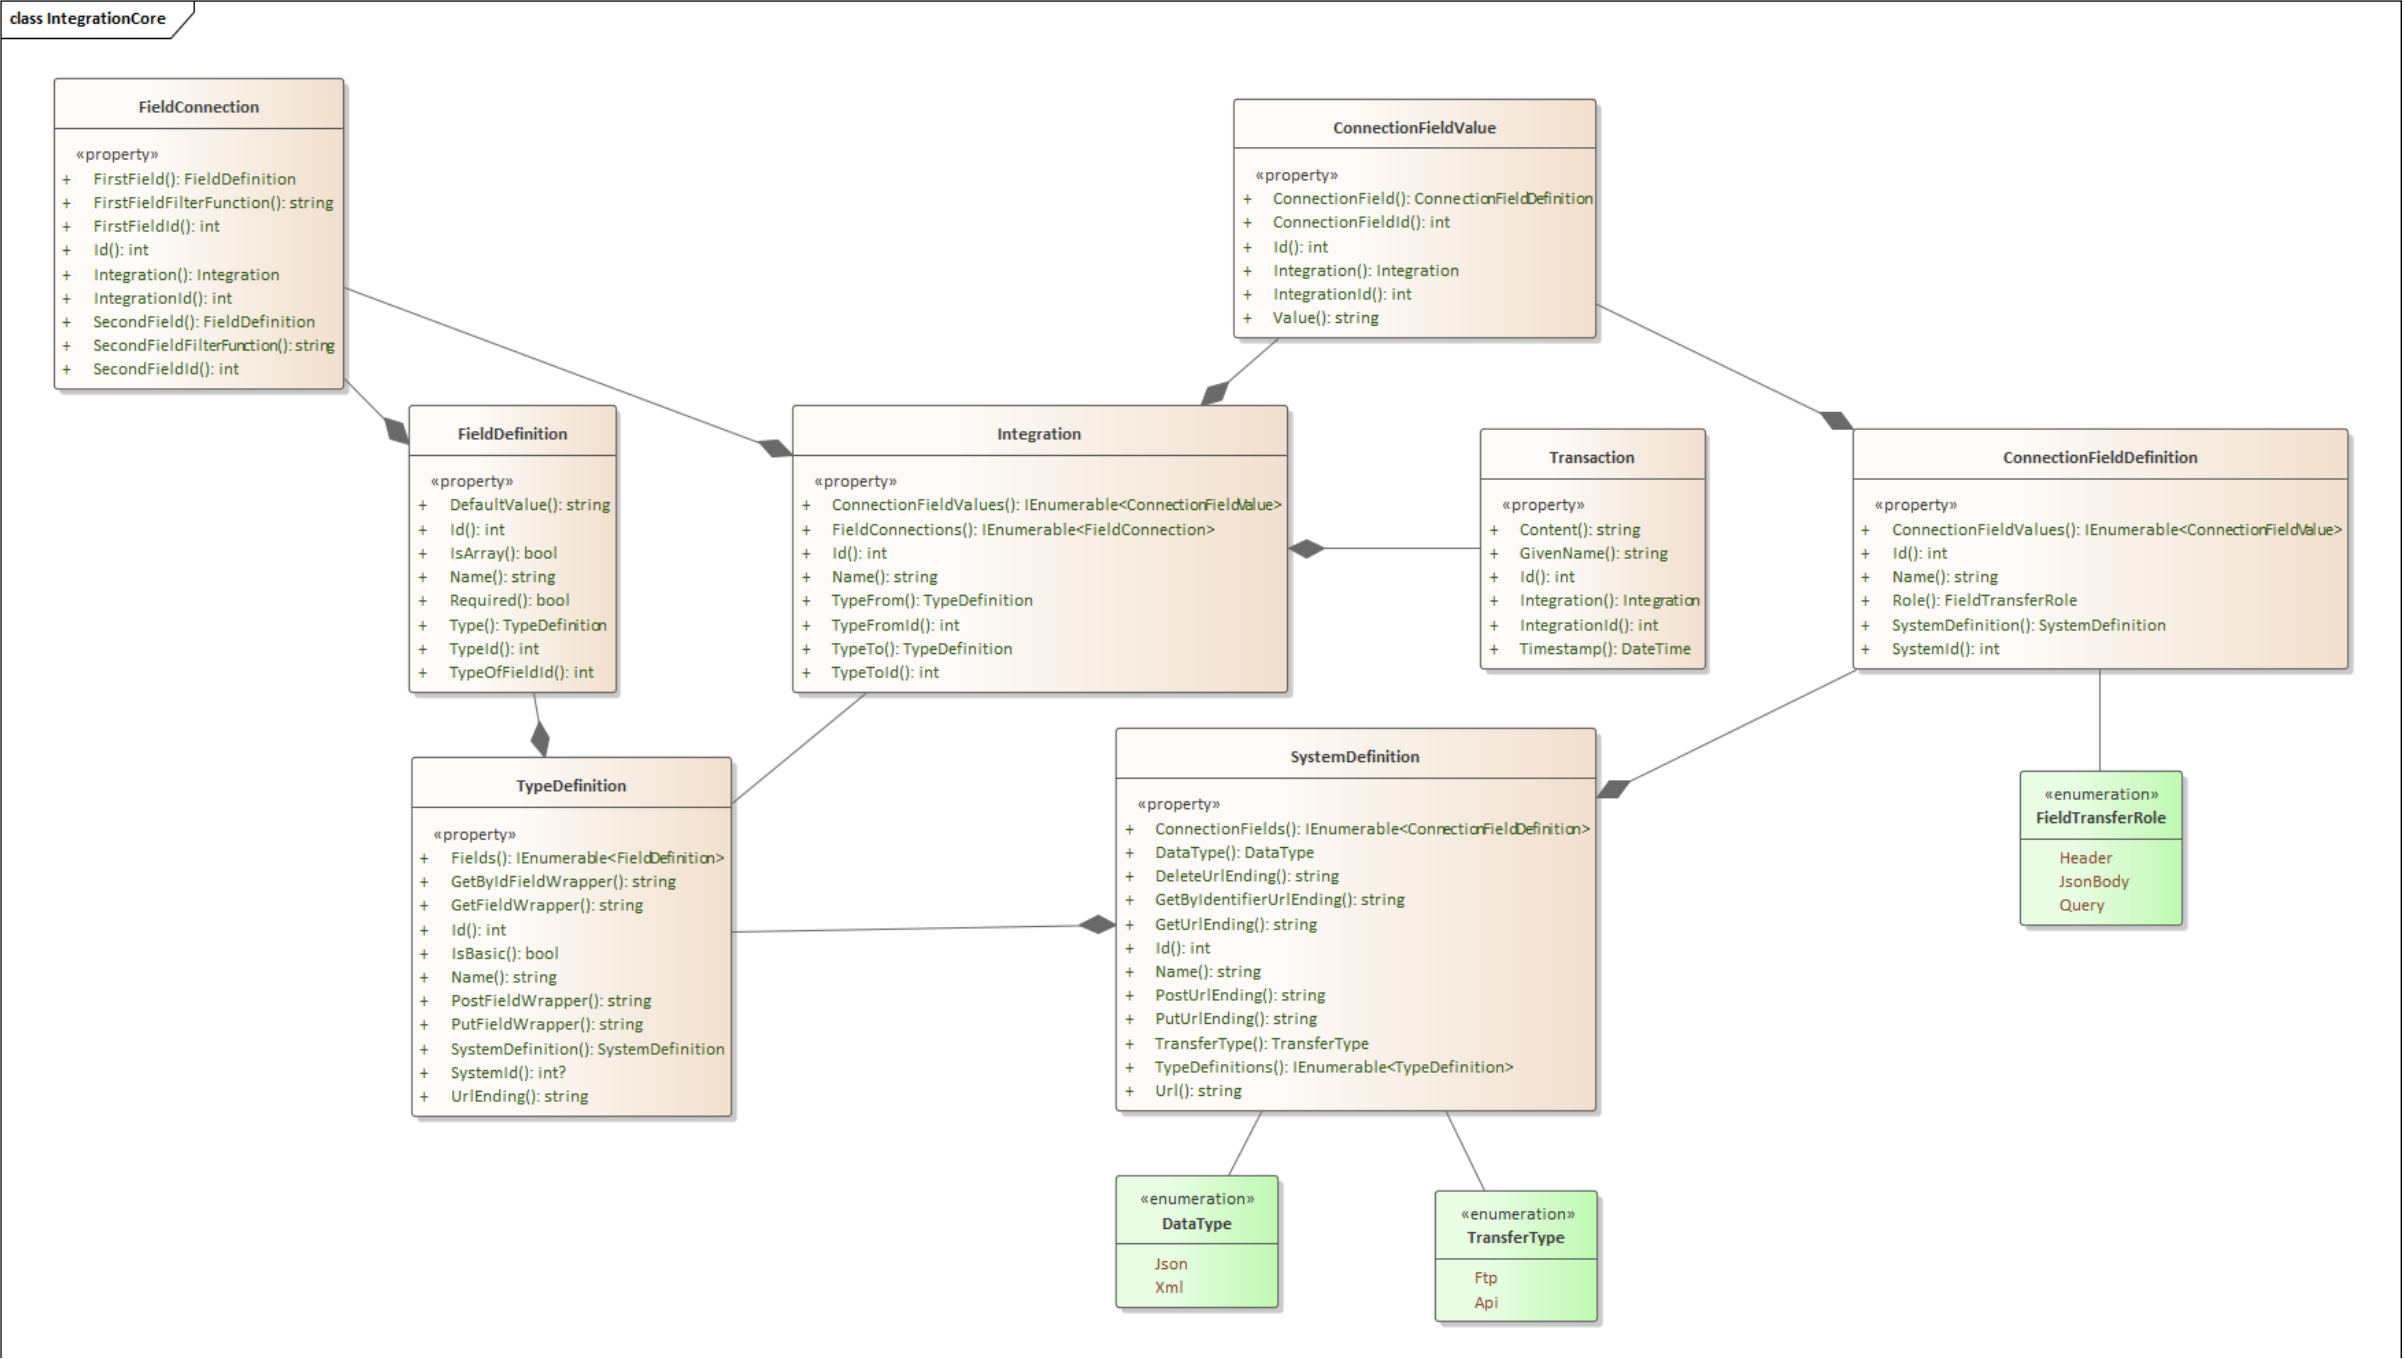 class IntegrationCore
FieldConnection
«property»
+ FirstField(): FieldDefinition
+ FirstFieldFilterFunction(): string
+ FirstFieldId(): int
+ Id(): int
+ Integration(): Integration
+ IntegrationId(): int
+ SecondField(): FieldDefinition
+ SecondFieldFilterFunction(): string
+ SecondFieldId(): int
ConnectionFieldValue
«property»
+ ConnectionField(): ConnectionFieldDefinition
+ ConnectionFieldId(): int
+ Id(): int
+ Integration(): Integration
+ IntegrationId(): int
+ Value(): string
FieldDefinition
«property»
+ DefaultValue(): string
+ Id(): int
+ IsArray(): bool
+ Name(): string
+ Required(): bool
+ Type(): TypeDefinition
+ TypeId(): int
+ TypeOfFieldId(): int
Integration
«property»
+ ConnectionFieldValues(): IEnumerable<ConnectionFieldValue>
+ FieldConnections(): IEnumerable<FieldConnection>
+ Id(): int
+ Name(): string
+ TypeFrom(): TypeDefinition
+ TypeFromId(): int
+ TypeTo(): TypeDefinition
+ TypeToId(): int
Transaction
«property»
+ Content(): string
+ GivenName(): string
+ Id(): int
+ Integration(): Integration
+ IntegrationId(): int
+ Timestamp(): DateTime
ConnectionFieldDefinition
«property»
+ ConnectionFieldValues(): IEnumerable<ConnectionFieldValue>
+ Id(): int
+ Name(): string
+ Role(): FieldTransferRole
+ SystemDefinition(): SystemDefinition
+ SystemId(): int
TypeDefinition
«property»
+ Fields(): IEnumerable<FieldDefinition>
+ GetByIdFieldWrapper(): string
+ GetFieldWrapper(): string
+ Id(): int
+ IsBasic(): bool
+ Name(): string
+ PostFieldWrapper(): string
+ PutFieldWrapper(): string
+ SystemDefinition(): SystemDefinition
+ SystemId(): int?
+ UrlEnding(): string
SystemDefinition
«property»
+ ConnectionFields(): IEnumerable<ConnectionFieldDefinition>
+ DataType(): DataType
+ DeleteUrlEnding(): string
+ GetByIdentifierUrlEnding(): string
+ GetUrlEnding(): string
+ Id(): int
+ Name(): string
+ PostUrlEnding(): string
+ PutUrlEnding(): string
+ TransferType(): TransferType
+ TypeDefinitions(): IEnumerable<TypeDefinition>
+ Url(): string
«enumeration»
FieldTransferRole
Header
JsonBody
Query
«enumeration»
DataType
Json
Xml
«enumeration»
TransferType
Ftp
Api